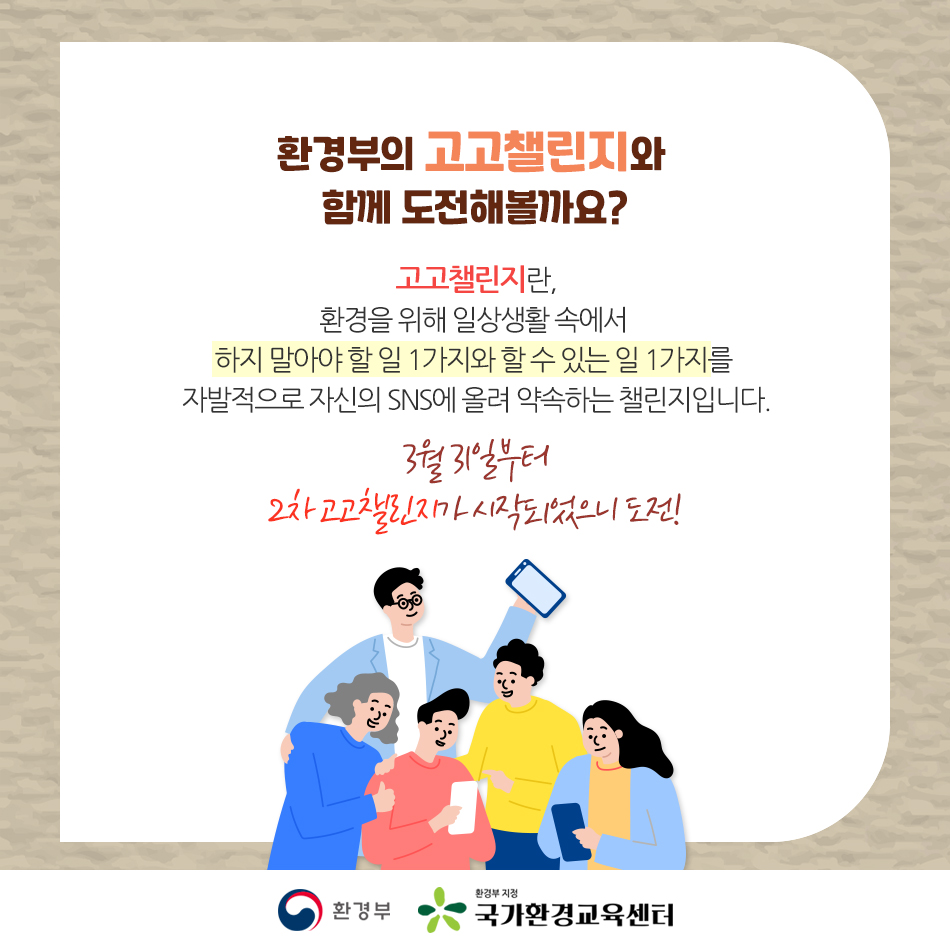 환경부의 고고챌린지와
함께 도전해볼까요?
고고챌린지란,
환경을 위해 일상생활 속에서
하지 말아야 할 일 1가지와 할 수 있는 일 1가지를
자발적으로 자신의 SNS에 올려 약속하는 챌린지입니다.
3월 31일부터
2차 고고챌린지가 시작되었으니 도전!
환경부
환경부 지정
국가환경교육센터